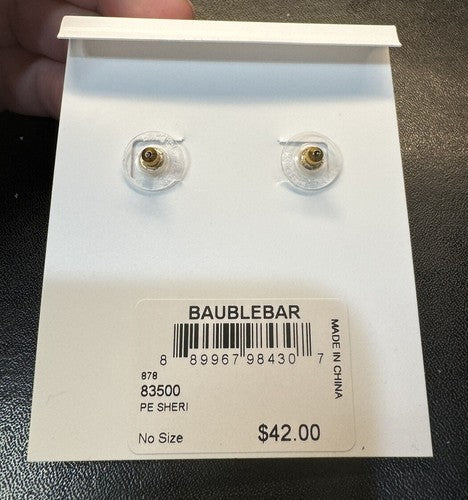 BAUBLEBAR
8 89967 98430 7
MADE IN CHINA
878
83500
PE SHERI
No Size
$42.00